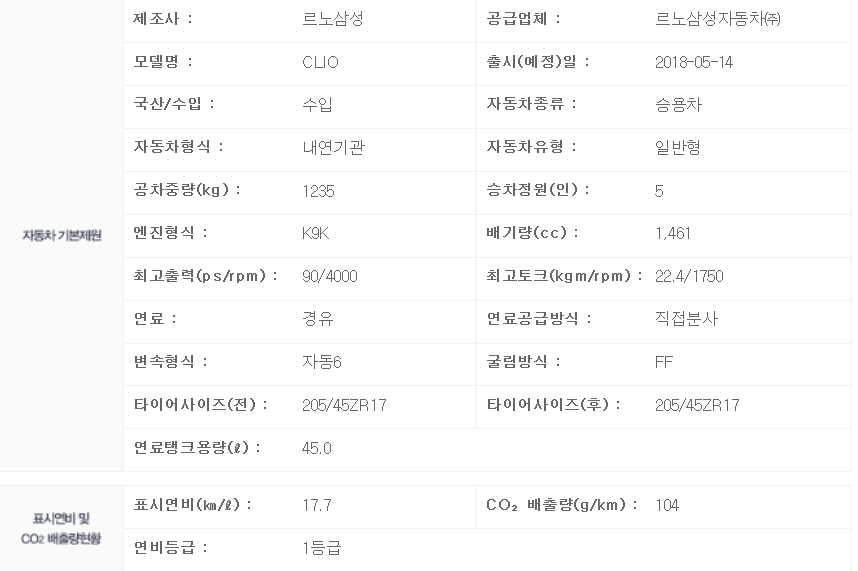 제조사 : 르노삼성 공급업체 : 르노삼성자동차㈜
모델명 : CLIO 출시(예정)일 : 2018-05-14
국산/수입 : 수입 자동차종류 : 승용차
자동차형식 : 내연기관 자동차유형 : 일반형
공차중량(kg) : 1235 승차정원(인) : 5
자동차 기본제원 엔진형식 : K9K 배기량(cc) : 1,461
최고출력(ps/rpm) : 90/4000 최고토크(kgm/rpm) : 22.4/1750
연료 : 경유 연료공급방식 : 직접분사
변속형식 : 자동6 굴림방식 : FF
타이어사이즈(전) : 205/45ZR17 타이어사이즈(후) : 205/45ZR17
연료탱크용량(ℓ) : 45.0
표시연비(㎞/ℓ) : 17.7 CO₂ 배출량(g/km) : 104
표시연비 및
CO2 배출량현황
연비등급 : 1등급